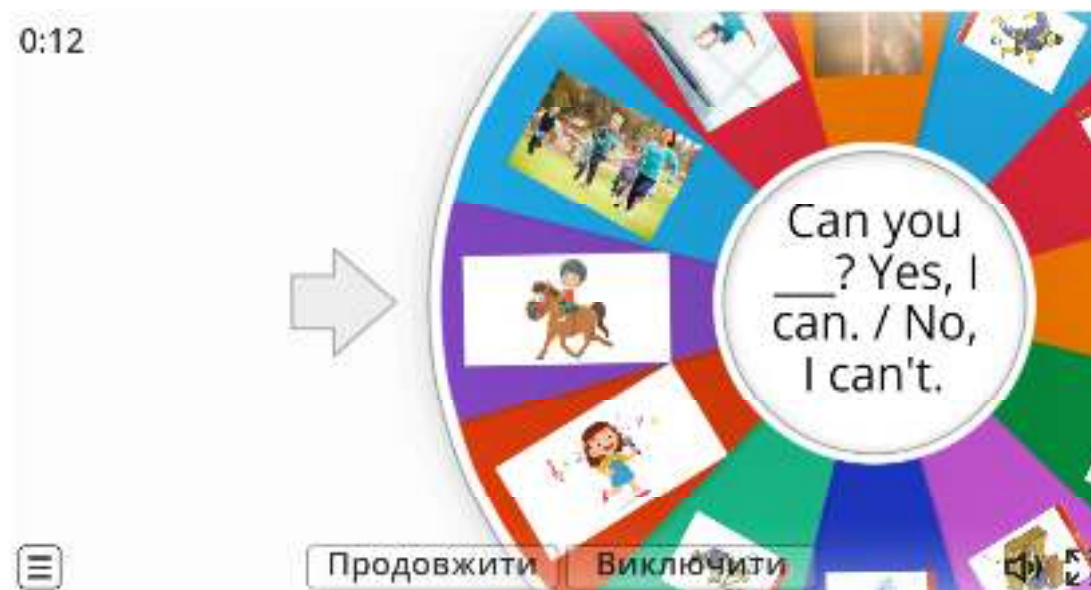 0:12
Can you
___? Yes, I
can. / No,
I can't.
Продовжити
Виключити